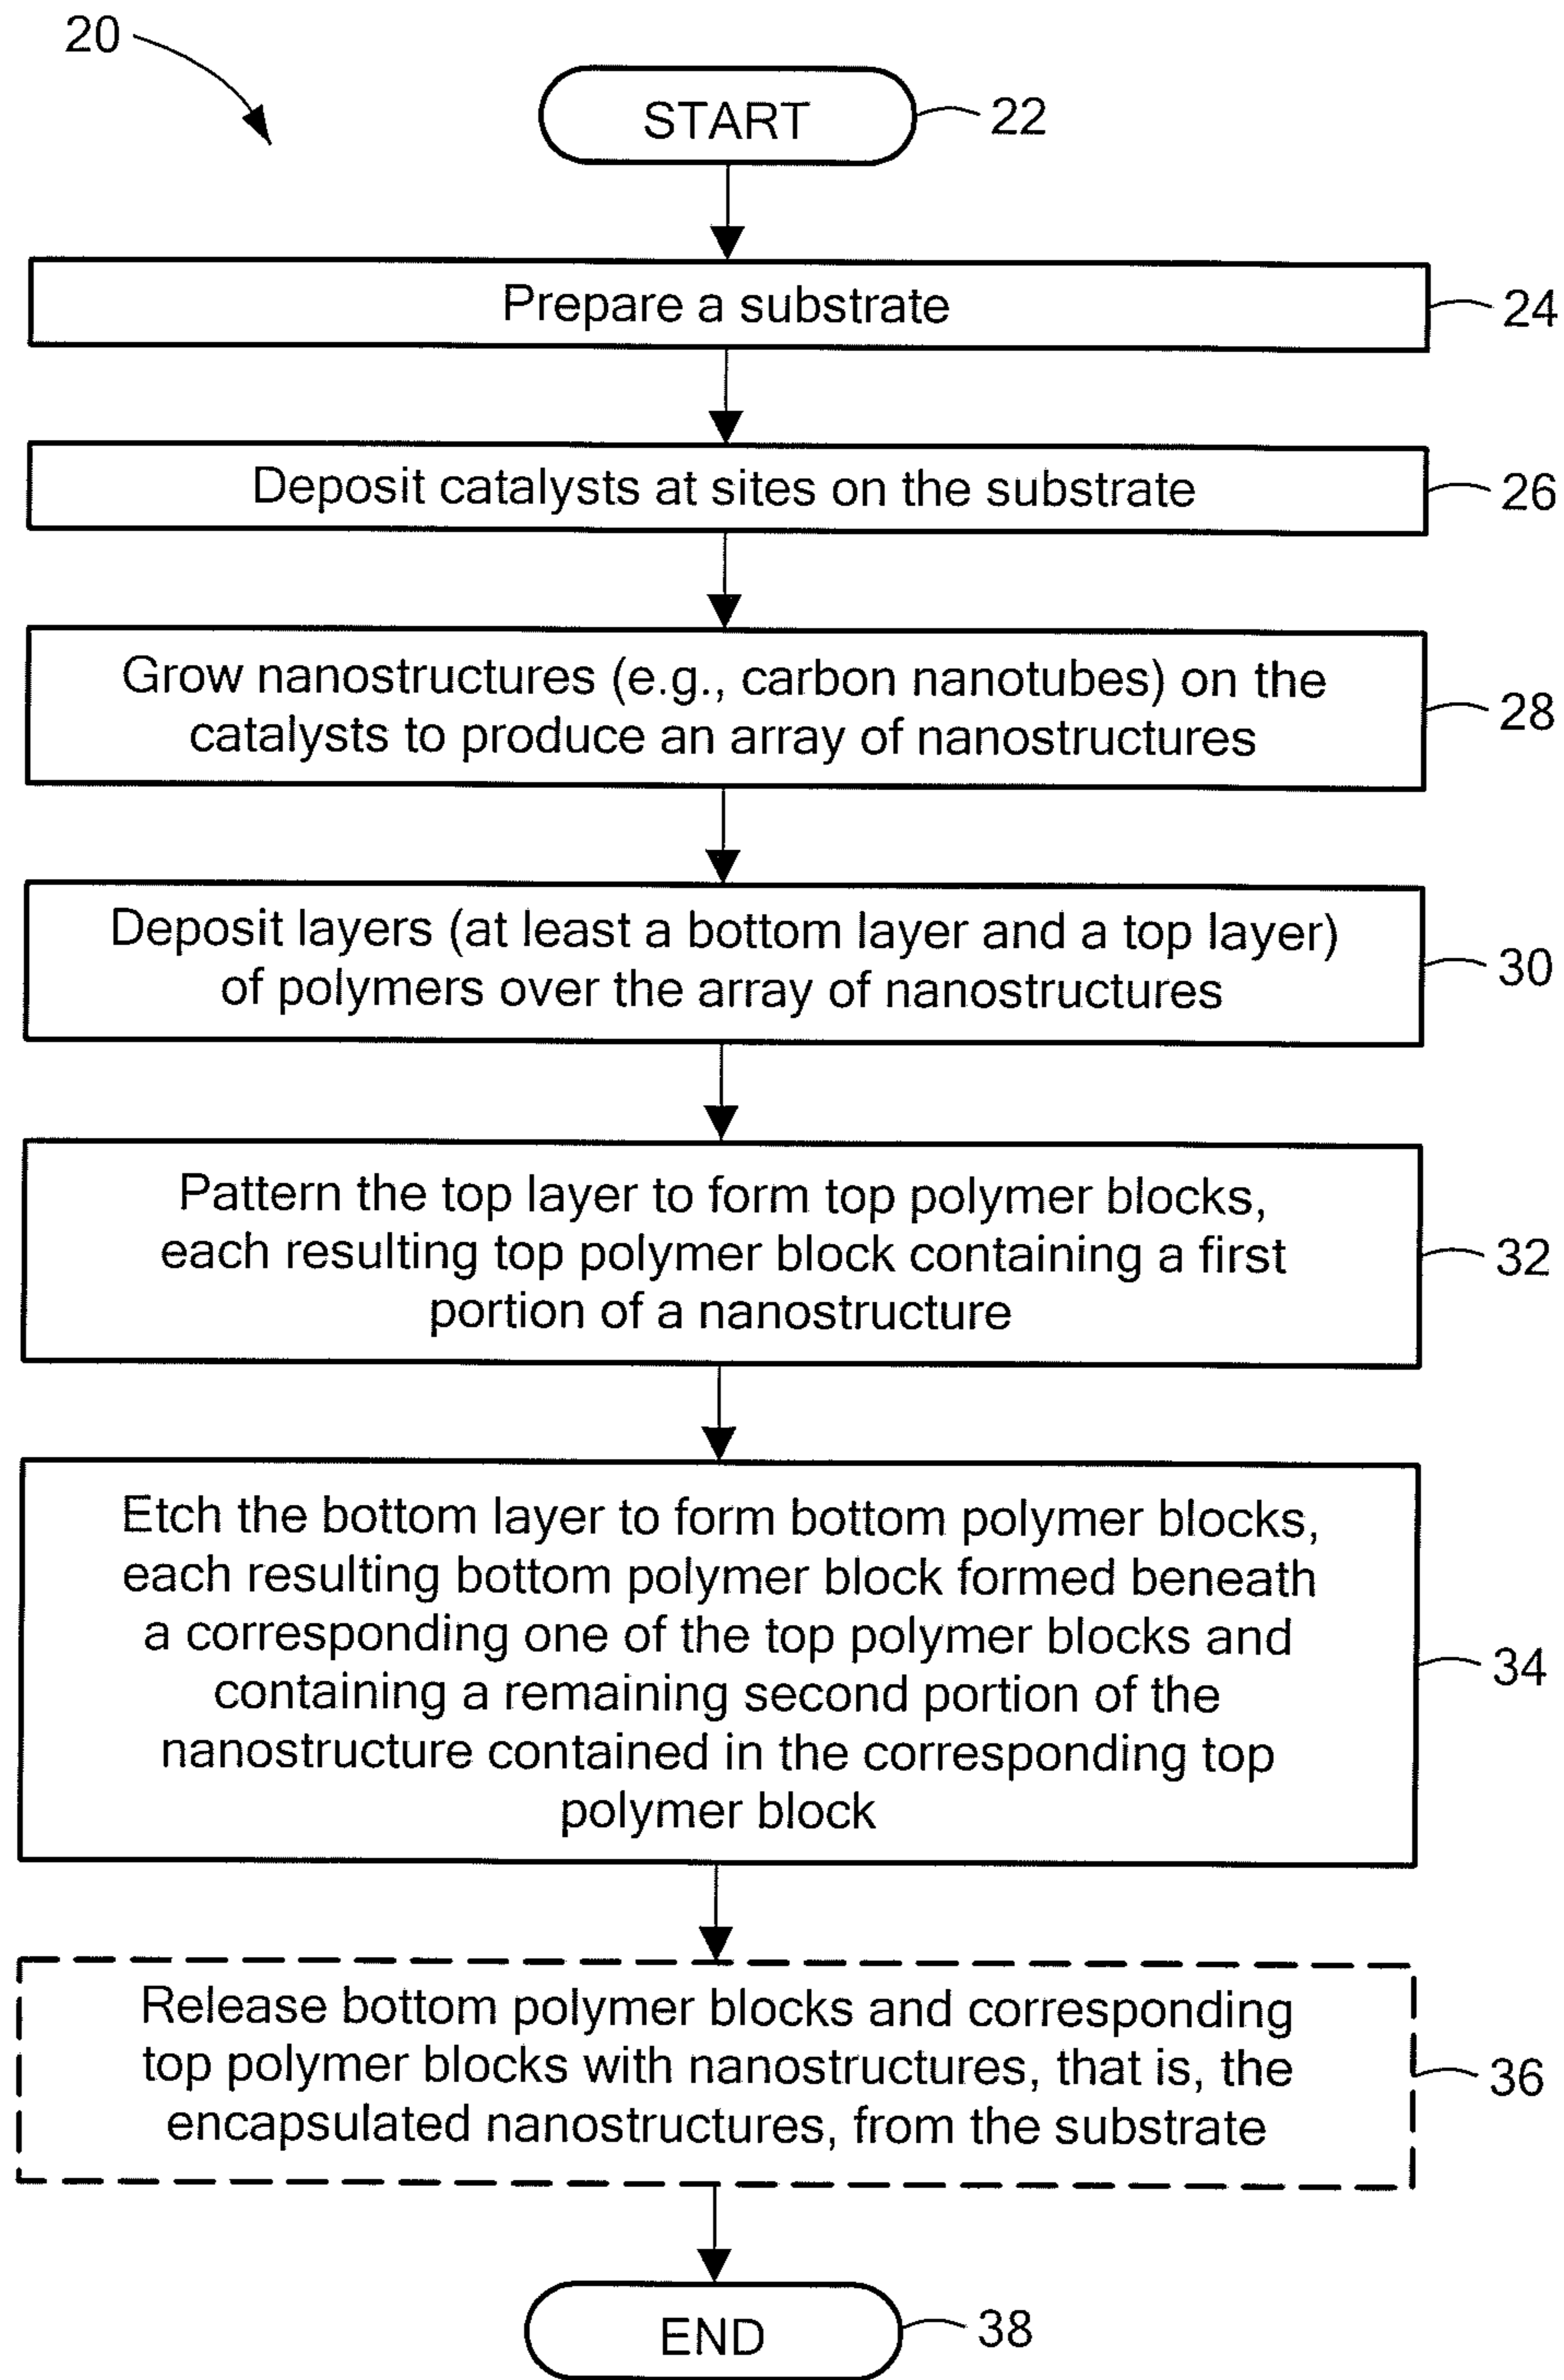 20
START
22
Prepare a substrate
24
Deposit catalysts at sites on the substrate
26
Grow nanostructures (e.g., carbon nanotubes) on the
catalysts to produce an array of nanostructures
28
Deposit layers (at least a bottom layer and a top layer)
of polymers over the array of nanostructures
30
Pattern the top layer to form top polymer blocks,
each resulting top polymer block containing a first
portion of a nanostructure
32
Etch the bottom layer to form bottom polymer blocks,
each resulting bottom polymer block formed beneath
a corresponding one of the top polymer blocks and
containing a remaining second portion of the
nanostructure contained in the corresponding top
polymer block
34
Release bottom polymer blocks and corresponding
top polymer blocks with nanostructures, that is, the
encapsulated nanostructures, from the substrate
36
END
38